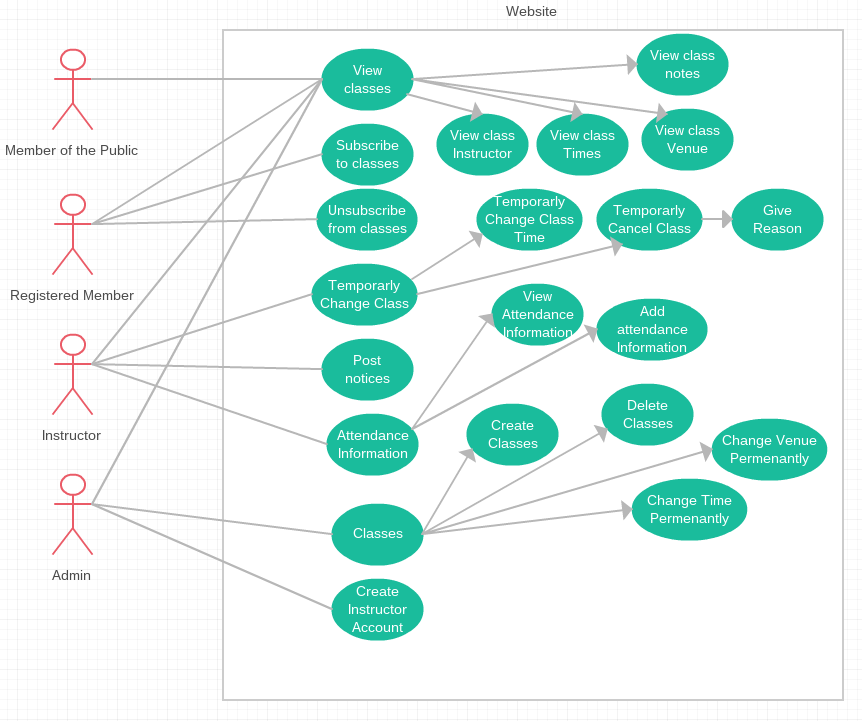 Website
View
classes
View class
notes
Member of the Public
Subscribe
to classes
View class
Instructor
View class
Times
View class
Venue
Registered Member
Unsubscribe
from classes
Temporarly
Change Class
Time
Temporarly
Cancel Class
Give
Reason
Temporarly
Change Class
View
Attendance
Information
Add
attendance
Information
Instructor
Post
notices
Attendance
Information
Create
Classes
Delete
Classes
Change Venue
Permenantly
Admin
Classes
Change Time
Permenantly
Create
Instructor
Account